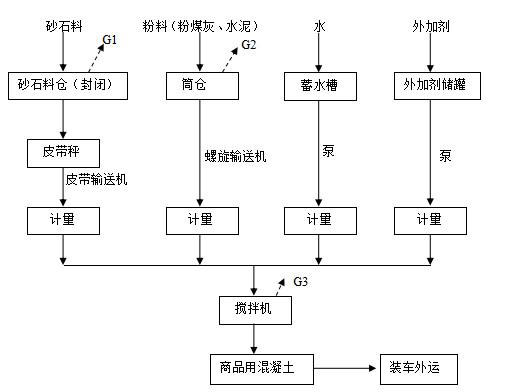 砂石料
粉料（粉煤灰、水泥）
水
外加剂
G1
G2
砂石料仓（封闭）
筒仓
蓄水槽
外加剂储罐
皮带秤
螺旋输送机
泵
泵
皮带输送机
计量
计量
计量
计量
G3
搅拌机
商品用混凝土
装车外运